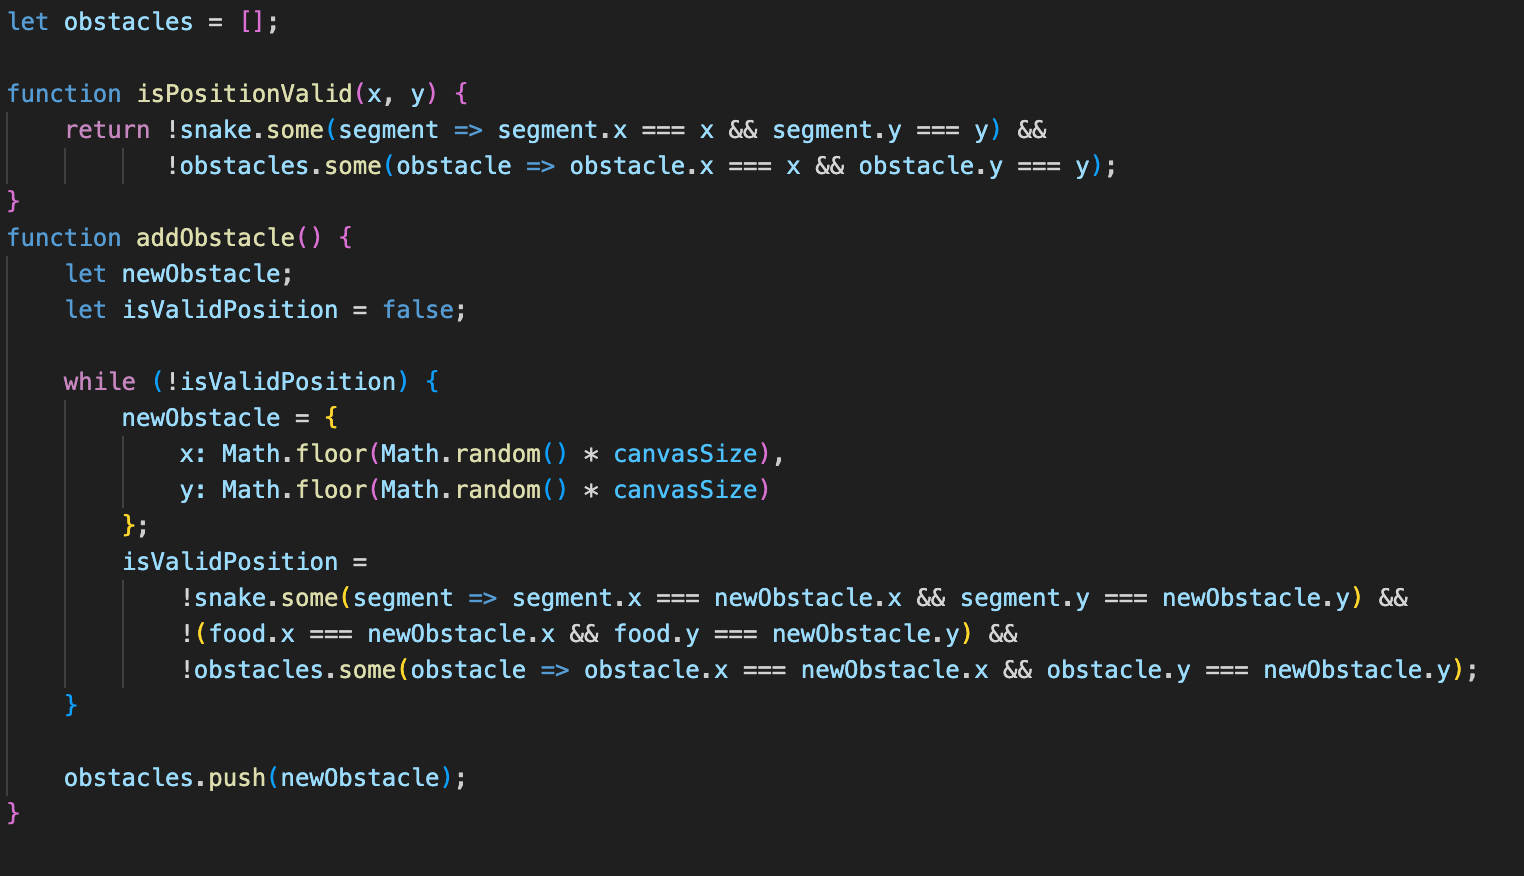 let obstacles = [];
function isPositionValid(x, y) {
    return !snake.some(segment => segment.x === x && segment.y === y) &&
           !obstacles.some(obstacle => obstacle.x === x && obstacle.y === y);
}
function addObstacle() {
    let newObstacle;
    let isValidPosition = false;
    while (!isValidPosition) {
        newObstacle = {
            x: Math.floor(Math.random() * canvasSize),
            y: Math.floor(Math.random() * canvasSize)
        };
        isValidPosition =
            !snake.some(segment => segment.x === newObstacle.x && segment.y === newObstacle.y) &&
            !(food.x === newObstacle.x && food.y === newObstacle.y) &&
            !obstacles.some(obstacle => obstacle.x === newObstacle.x && obstacle.y === newObstacle.y);
    }
    obstacles.push(newObstacle);
}